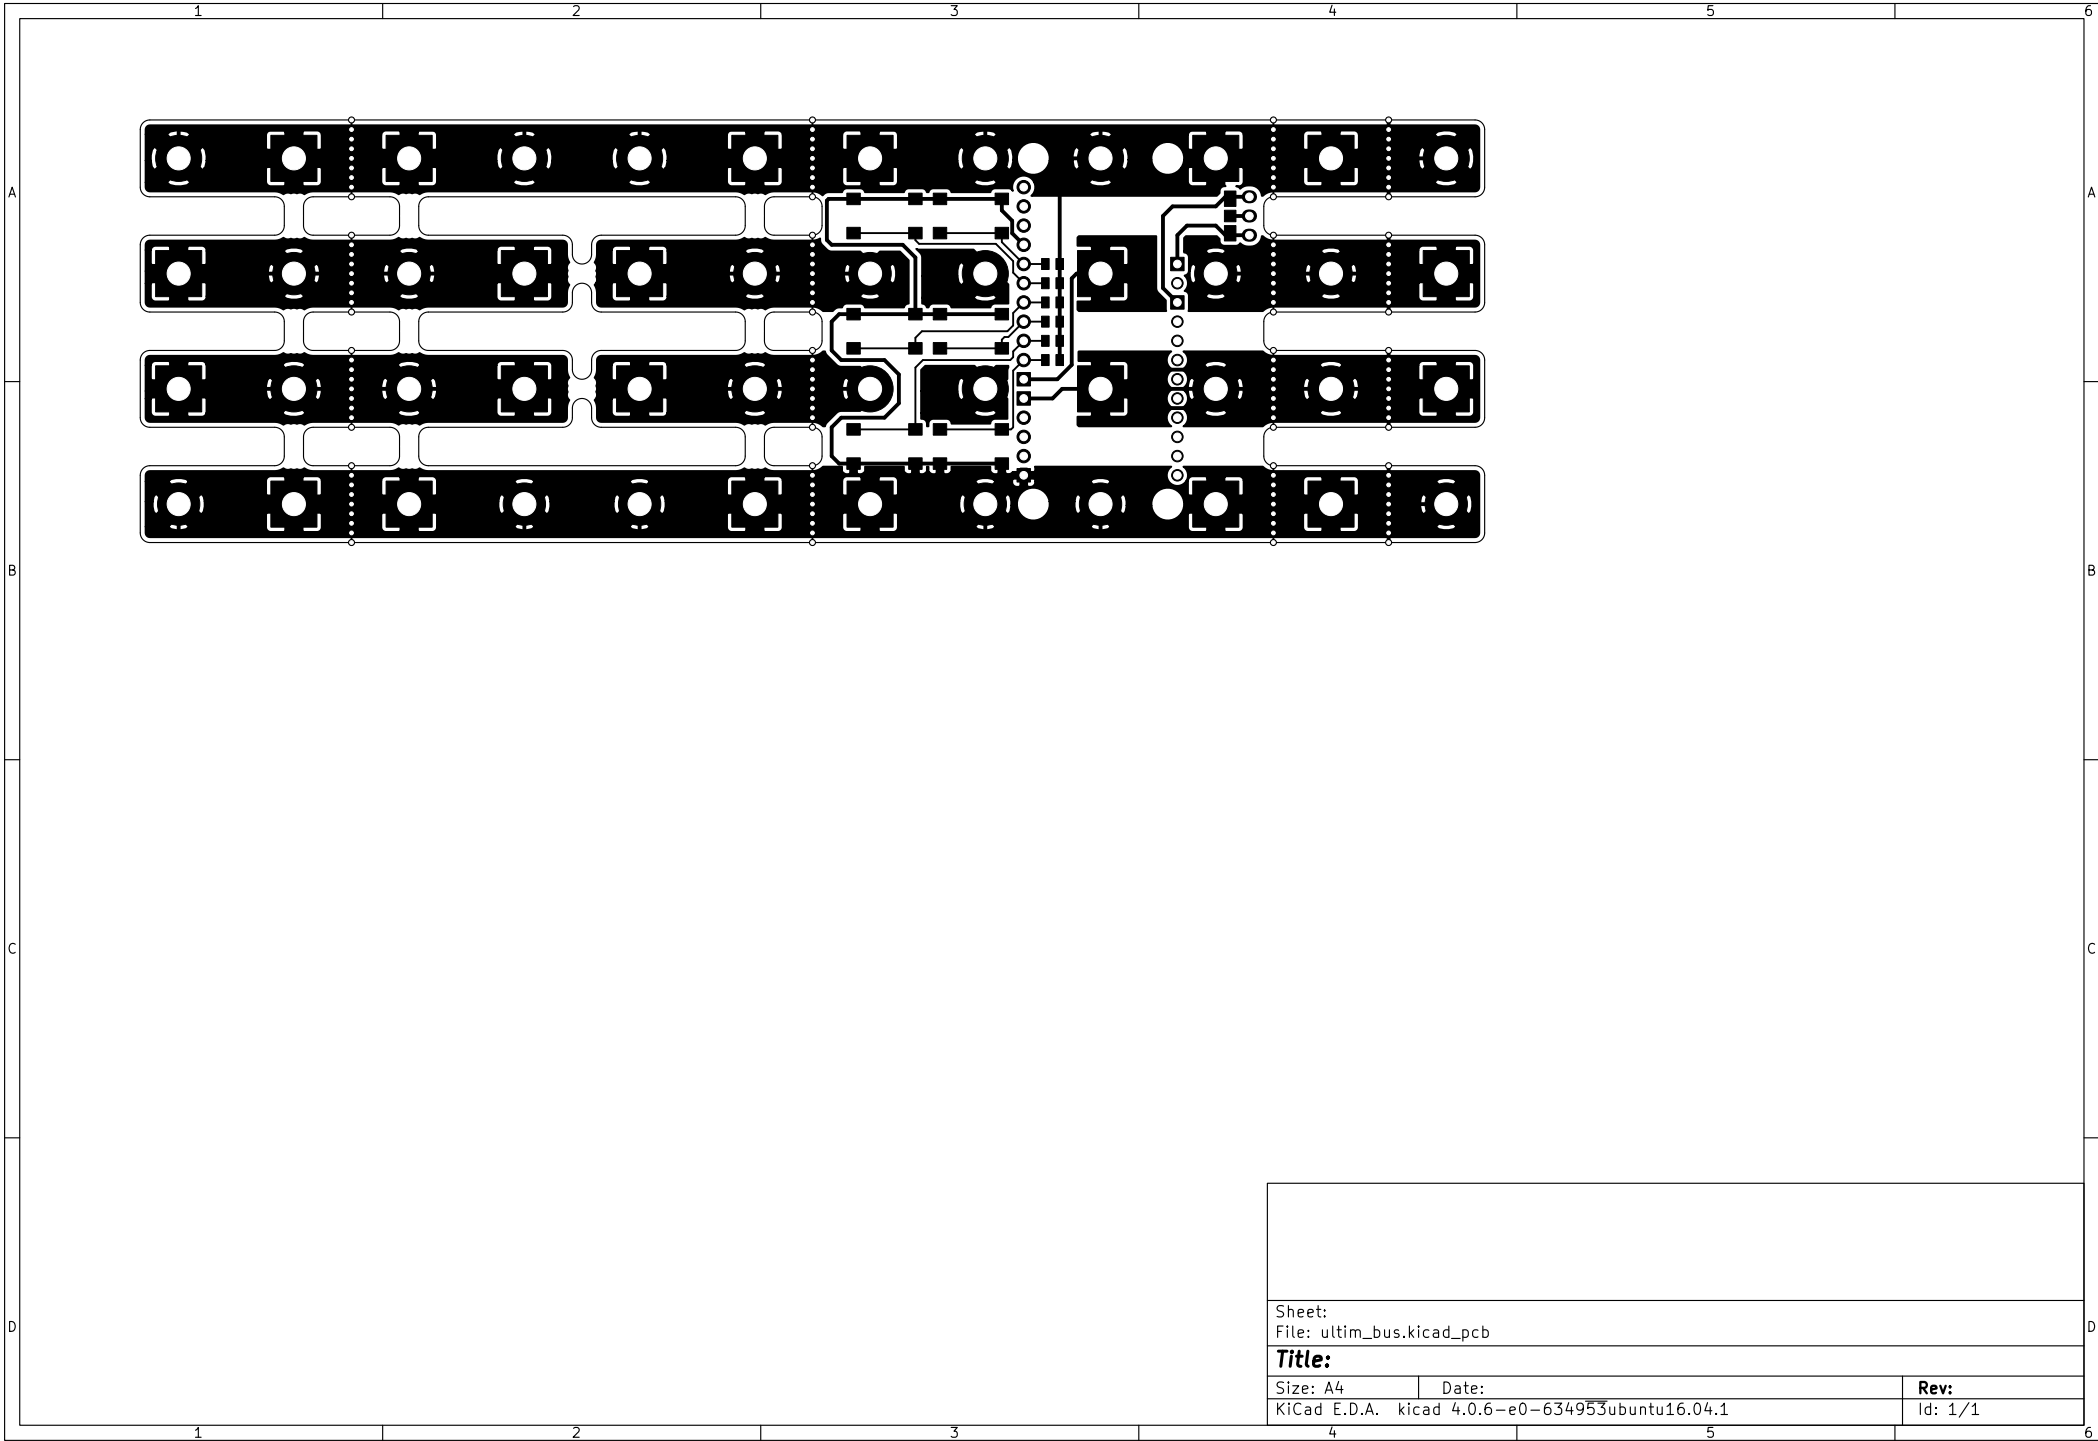 1 2 3 4 5 6
A A
B B
C C
D D
Sheet:
File: ultim_bus.kicad_pcb
Title:
Size: A4 Date: Rev:
KiCad E.D.A. kicad 4.0.6-e0-634953ubuntu16.04.1 Id: 1/1
1 2 3 4 5 6